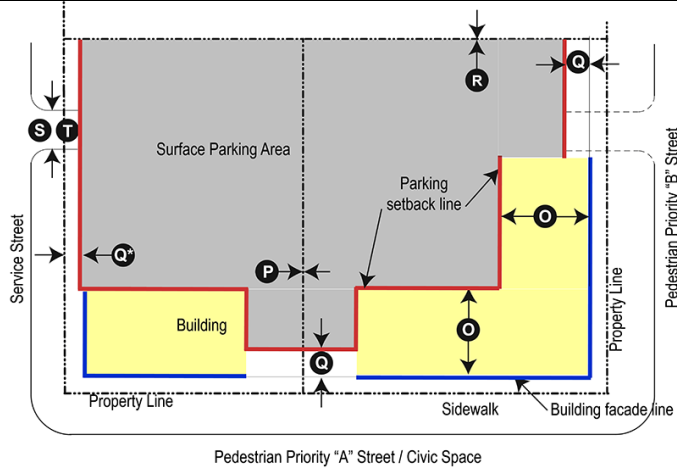 R
Q
S T
Surface Parking Area
Parking
setback line
Pedestrian Priority "B" Street
O
Service Street
Q*
P
Property Line
Building
O
Q
Property Line
Sidewalk
Building facade line
Pedestrian Priority "A" Street / Civic Space